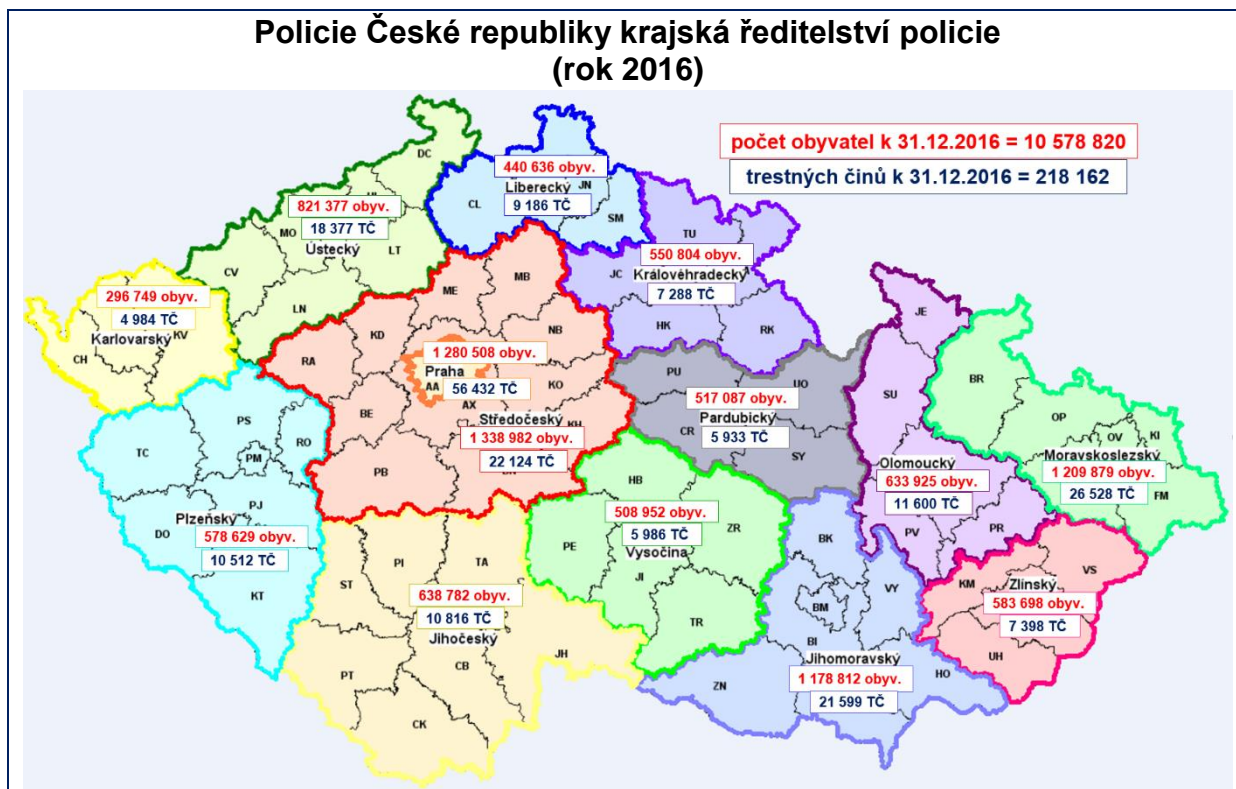 Policie České republiky krajská ředitelství policie
(rok 2016)
počet obyvatel k 31.12.2016 = 10 578 820
trestných činů k 31.12.2016 = 218 162
DC
821 377 obyv.
18 377 TČ
Ústecký
MO
LT
CV
LN
440 636 obyv.
Liberecký
JN
9 186 TČ
CL
SM
TU
550 804 obyv.
JC
Královéhradecký
7 288 TČ
HK
RK
296 749 obyv.
4 984 TČ
Karlovarský
KV
CH
MB
ME
KD
NB
RA
1 280 508 obyv.
Praha
AA
56 432 TČ
KO
AX
BE
Středočeský
KH
1 338 982 obyv.
22 124 TČ
PB
PU
UO
517 087 obyv.
Pardubický
CR
5 933 TČ
SY
JE
SU
Olomoucký
633 925 obyv.
11 600 TČ
PV
PR
BR
OP
OV
KI
Moravskoslezský
1 209 879 obyv.
26 528 TČ
FM
PS
TC
RO
PM
PJ
Plzeňský
DO
578 629 obyv.
10 512 TČ
KT
HB
508 952 obyv.
5 986 TČ
ZR
PE
Vysočina
JI
TR
PI
TA
ST
638 782 obyv.
10 816 TČ
Jihočeský
JH
PT
CB
CK
BK
VY
BM
BI
Jihomoravský
1 178 812 obyv.
HO
ZN
21 599 TČ
VS
KM
Zlínský
583 698 obyv.
7 398 TČ
UH